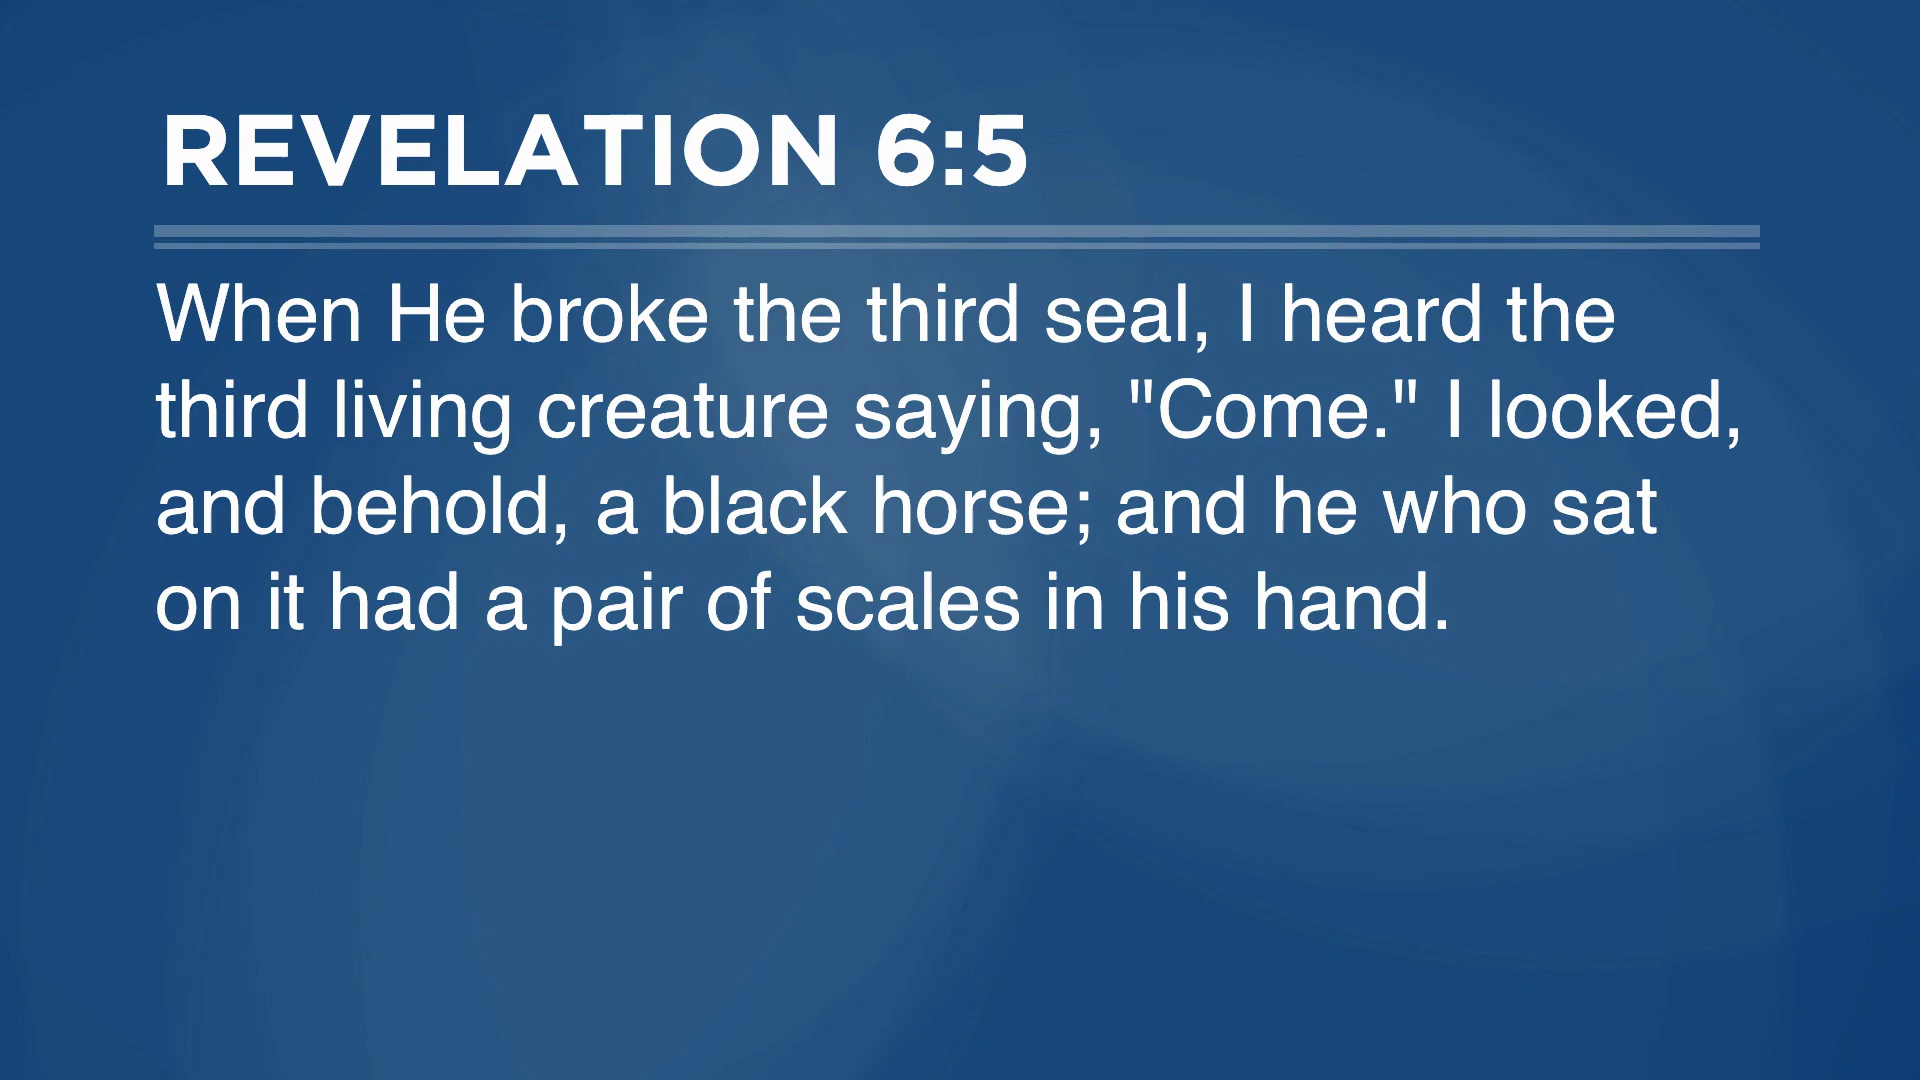 REVELATION 6:5
When He broke the third seal, I heard the
third living creature saying, "Come." I looked,
and behold, a black horse; and he who sat
on it had a pair of scales in his hand.